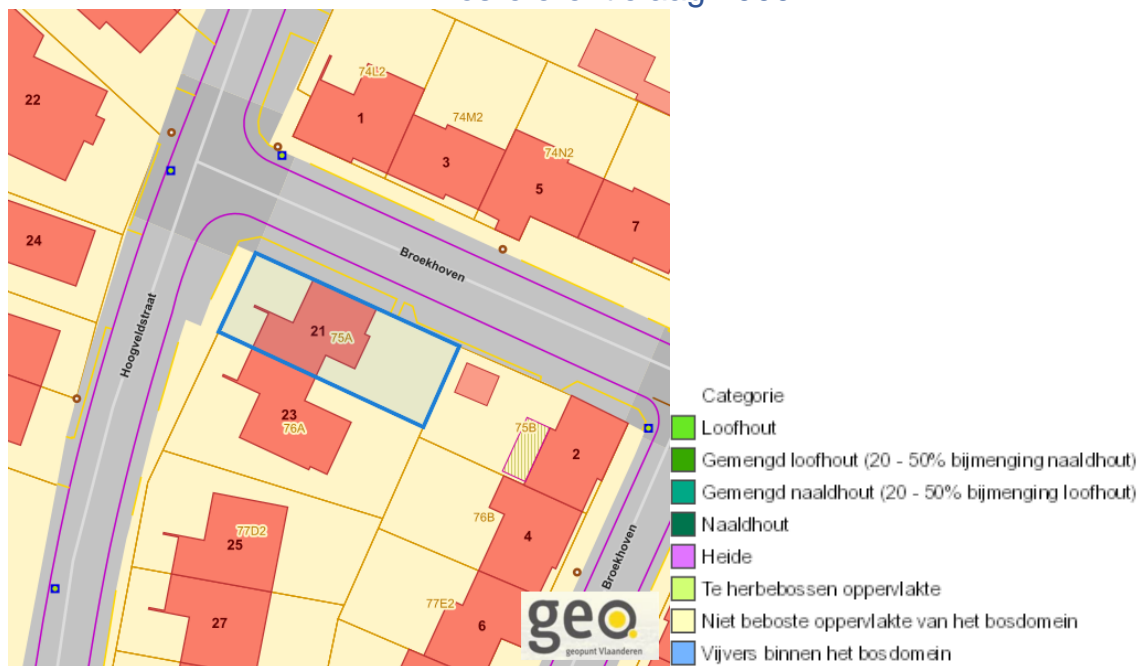 22
74L2
1
74M2
3
74N2
5
7
24
Broekhoven
Hoogveldstraat
21
75A
23
76A
75B
2
76B
4
25
77D2
77E2
27
6
Broekhoven
geo.
geopunt Vlaanderen
Categorie
Loofhout
Gemengd loofhout (20 - 50% bijmenging naaldhout)
Gemengd naaldhout (20 - 50% bijmenging loofhout)
Naaldhout
Heide
Te herbebossen oppervlakte
Niet beboste oppervlakte van het bosdomein
Vijvers binnen het bosdomein